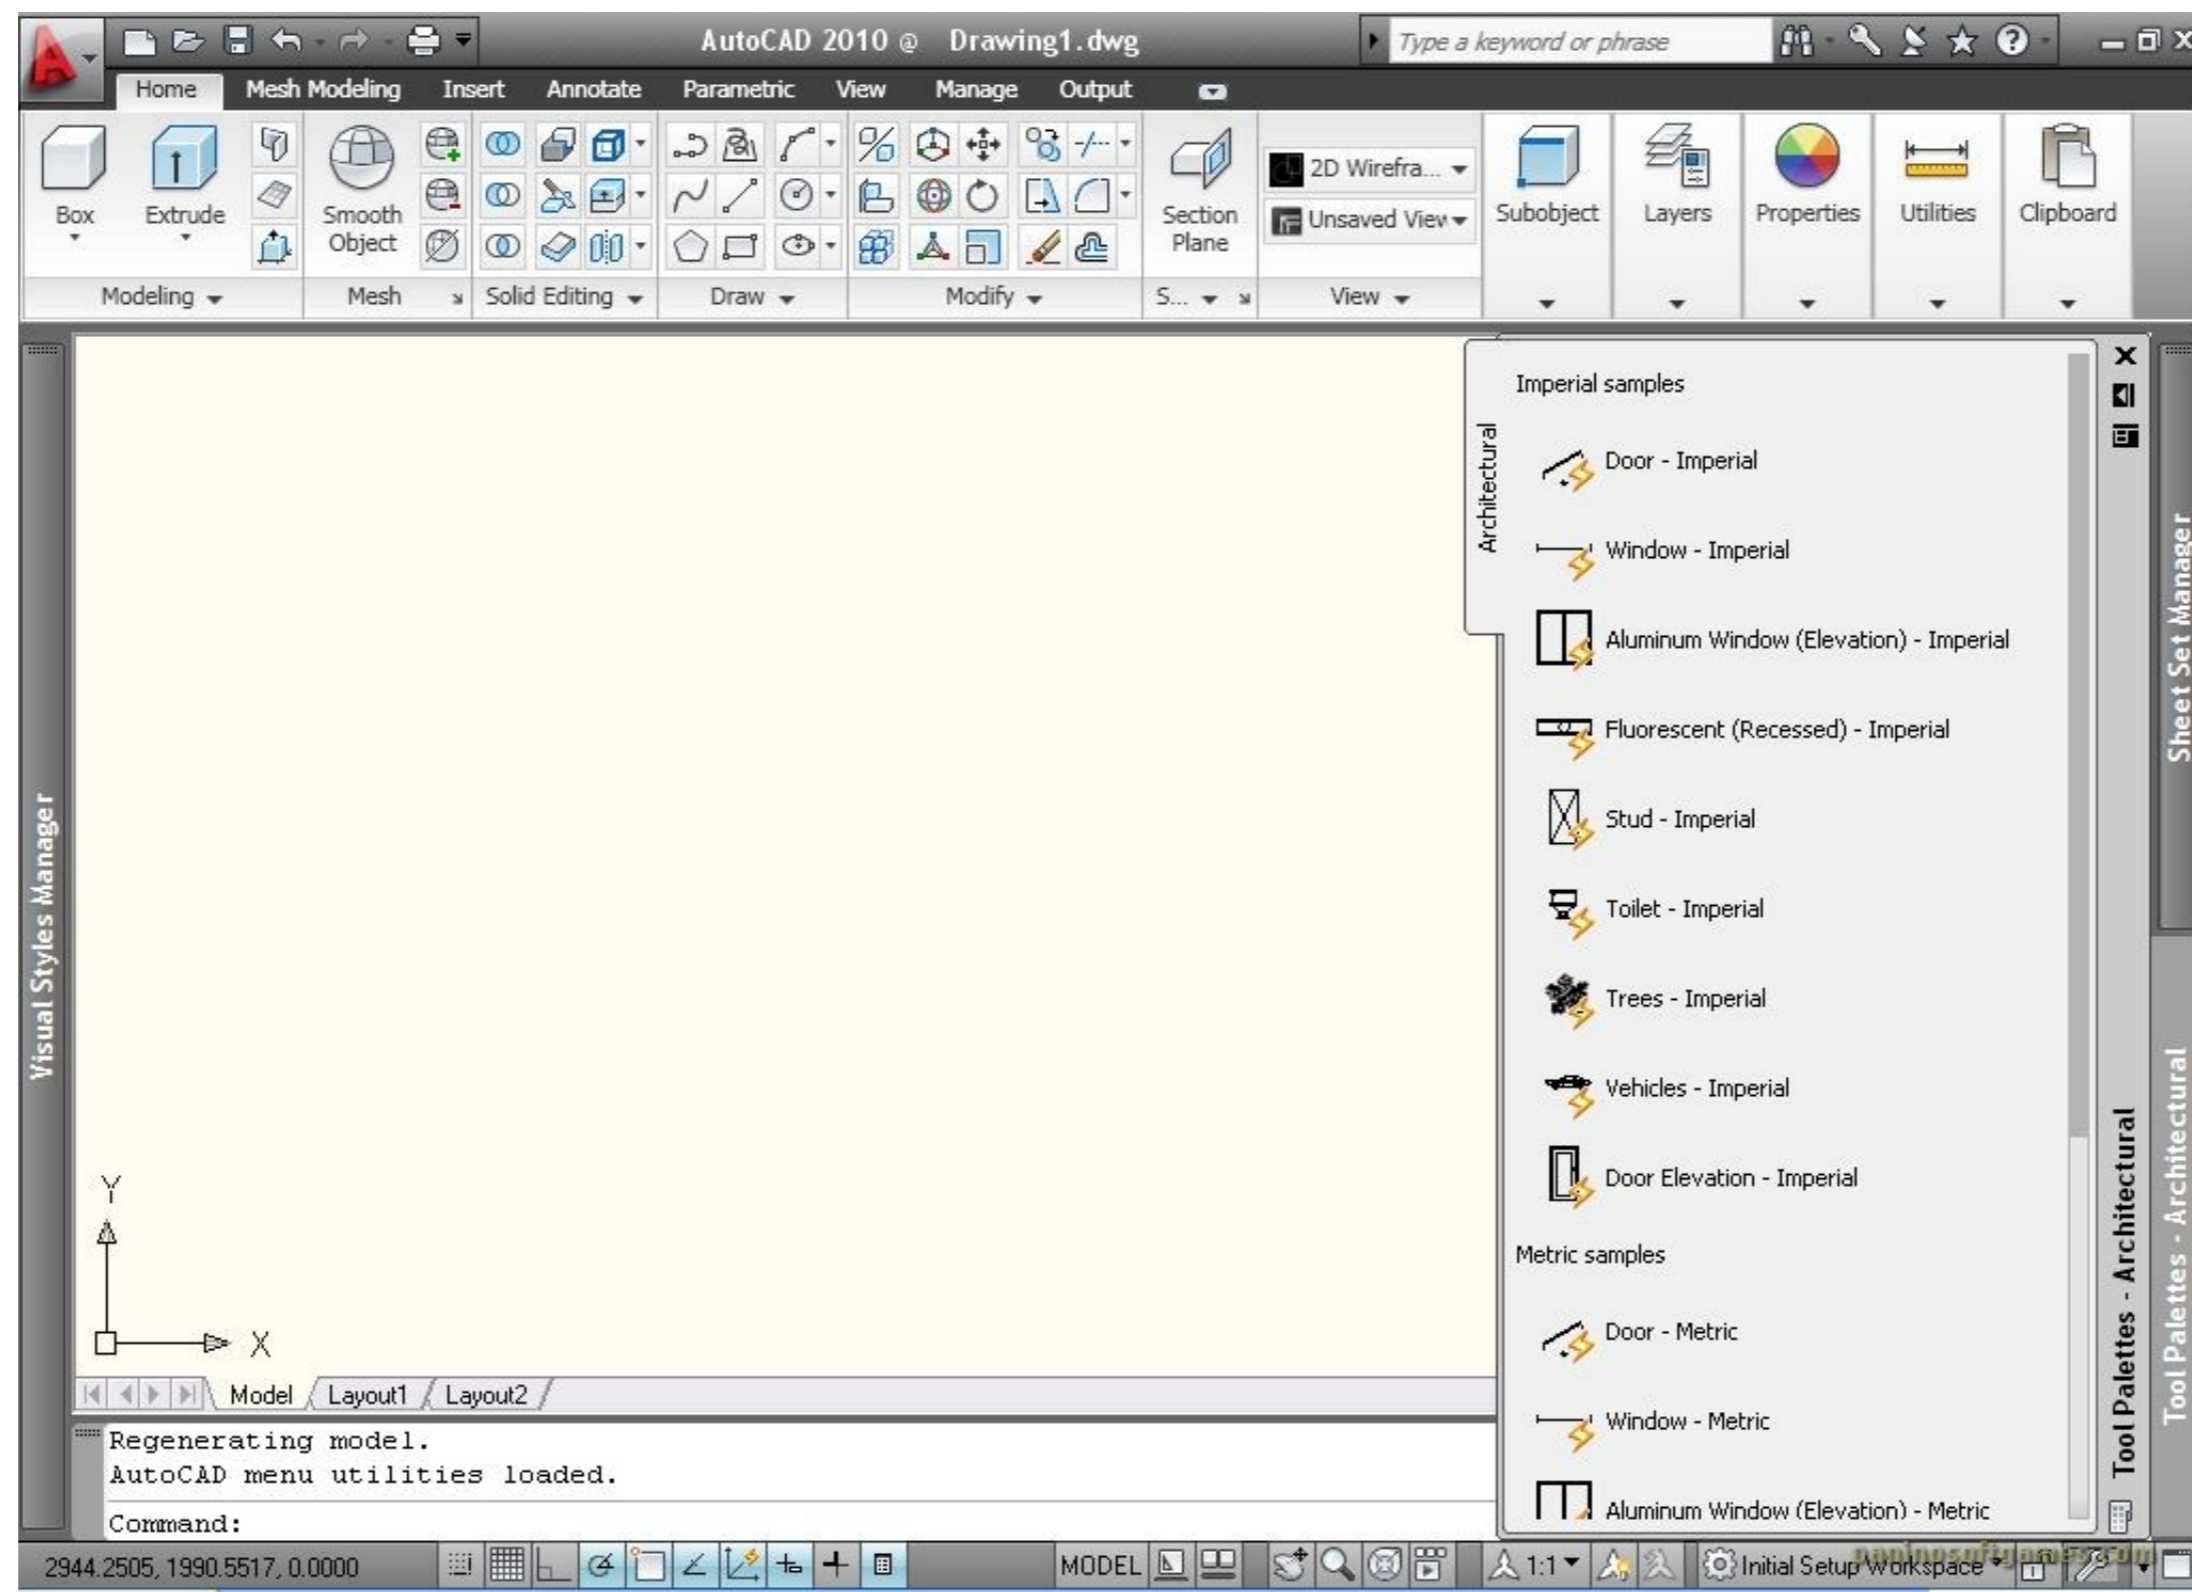 AutoCAD 2010 @ Drawing1.dwg
Type a keyword or phrase
Home Mesh Modeling Insert Annotate Parametric View Manage Output
Box
Extrude
Smooth
Object
Section
Plane
2D Wirefra...
Unsaved View
Subobject
Layers
Properties
Utilities
Clipboard
Modeling Mesh Solid Editing Draw Modify S... View
Visual Styles Manager
Architectural
Imperial samples
Door - Imperial
Window - Imperial
Aluminum Window (Elevation) - Imperial
Fluorescent (Recessed) - Imperial
Stud - Imperial
Toilet - Imperial
Trees - Imperial
Vehicles - Imperial
Door Elevation - Imperial
Metric samples
Door - Metric
Window - Metric
Aluminum Window (Elevation) - Metric
Tool Palettes - Architectural
Sheet Set Manager
Tool Palettes - Architectural
Y
X
Model Layout1 Layout2
Regenerating model.
AutoCAD menu utilities loaded.
Command:
2944.2505, 1990.5517, 0.0000
MODEL
1:1
Initial Setup Workspace